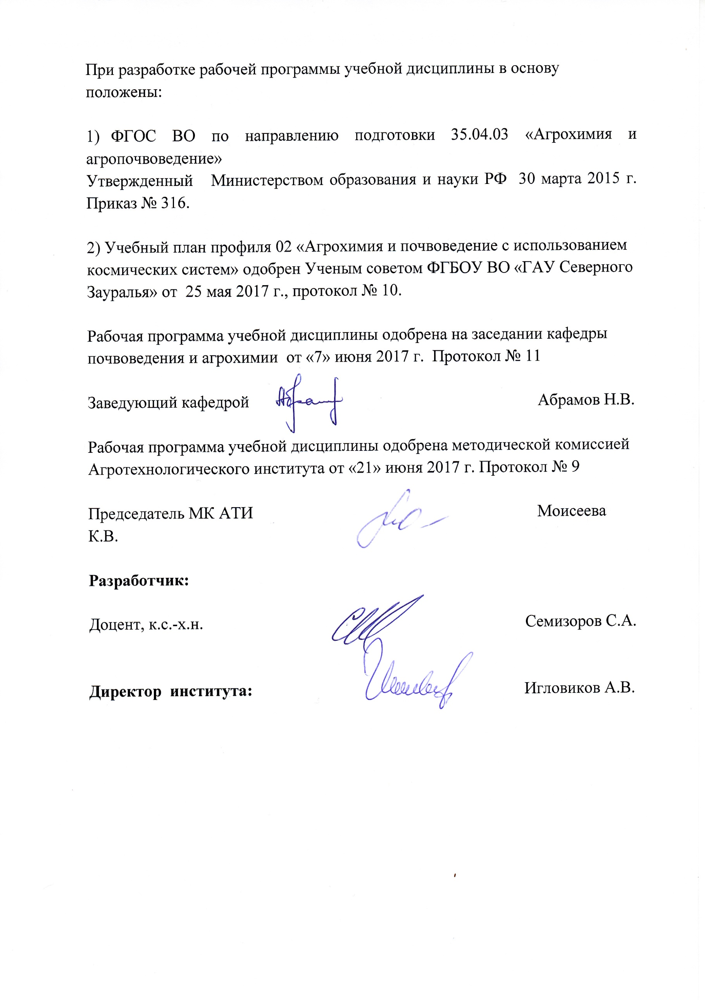 При разработке рабочей программы учебной дисциплины в основу
положены:
1) ФГОС ВО по направлению подготовки 35.04.03 «Агрохимия и
агропочвоведение»
Утвержденный Министерством образования и науки РФ 30 марта 2015 г.
Приказ № 316.
2) Учебный план профиля 02 «Агрохимия и почвоведение с использованием
космических систем» одобрен Ученым советом ФГБОУ ВО «ГАУ Северного
Зауралья» от 25 мая 2017 г., протокол № 10.
Рабочая программа учебной дисциплины одобрена на заседании кафедры
почвоведения и агрохимии от «7» июня 2017 г. Протокол № 11
Заведующий кафедрой Абрамов Н.В.
Рабочая программа учебной дисциплины одобрена методической комиссией
Агротехнологического института от «21» июня 2017 г. Протокол № 9
Председатель МК АТИ Моисеева
К.В.
Разработчик:
Доцент, к.с.-х.н. Семизоров С.А.
Директор института: Игловиков А.В.